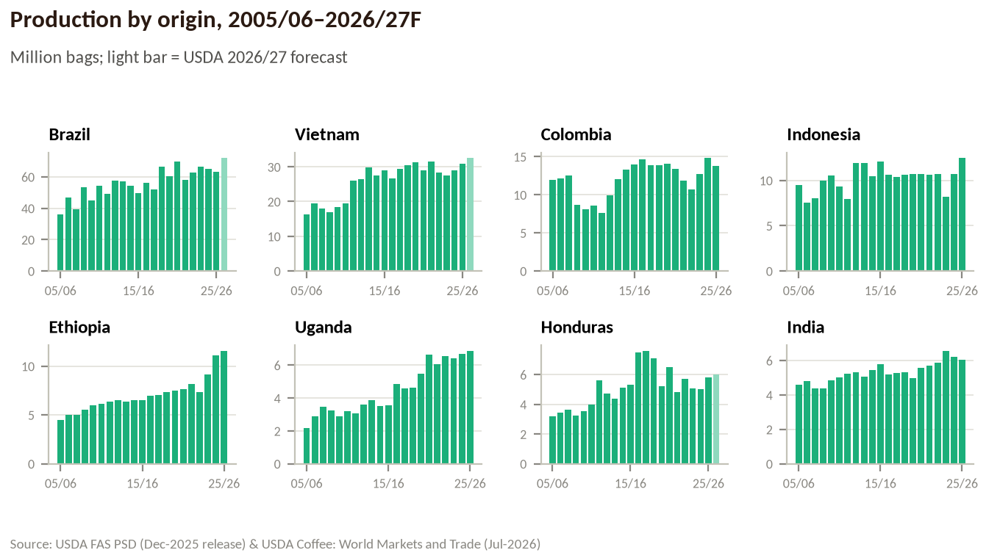 Production by origin, 2005/06–2026/27F
Million bags; light bar = USDA 2026/27 forecast
Brazil
60
40
20
0
05/06 15/16 25/26
Vietnam
30
20
10
0
05/06 15/16 25/26
Colombia
15
10
5
0
05/06 15/16 25/26
Indonesia
10
5
0
05/06 15/16 25/26
Ethiopia
10
5
0
05/06 15/16 25/26
Uganda
6
4
2
0
05/06 15/16 25/26
Honduras
6
4
2
0
05/06 15/16 25/26
India
6
4
2
0
05/06 15/16 25/26
Source: USDA FAS PSD (Dec-2025 release) & USDA Coffee: World Markets and Trade (Jul-2026)